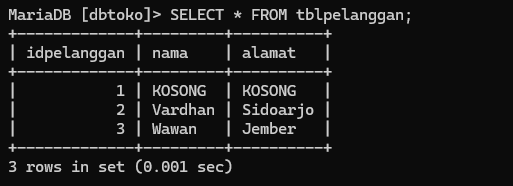 MariaDB [dbtoko]> SELECT * FROM tblpelanggan;
+-------------+---------+----------+
| idpelanggan | nama    | alamat   |
+-------------+---------+----------+
|           1 | KOSONG  | KOSONG   |
|           2 | Vardhan | Sidoarjo |
|           3 | Wawan   | Jember   |
+-------------+---------+----------+
3 rows in set (0.001 sec)